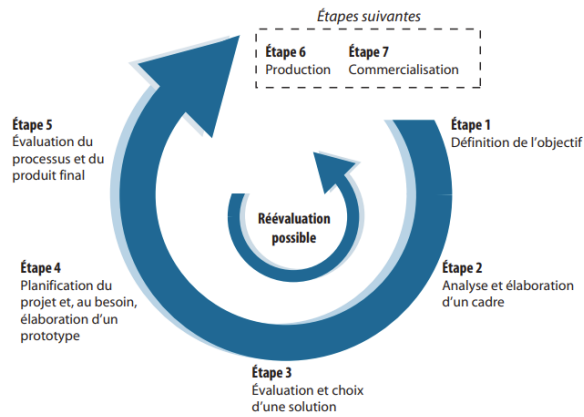 Étapes suivantes
Étape 6
Production
Étape 7
Commercialisation
Étape 1
Définition de l'objectif
Étape 2
Analyse et élaboration
d'un cadre
Étape 3
Évaluation et choix
d'une solution
Étape 4
Planification du
projet et, au besoin,
élaboration d'un
prototype
Étape 5
Évaluation du
processus et du
produit final
Réévaluation
possible